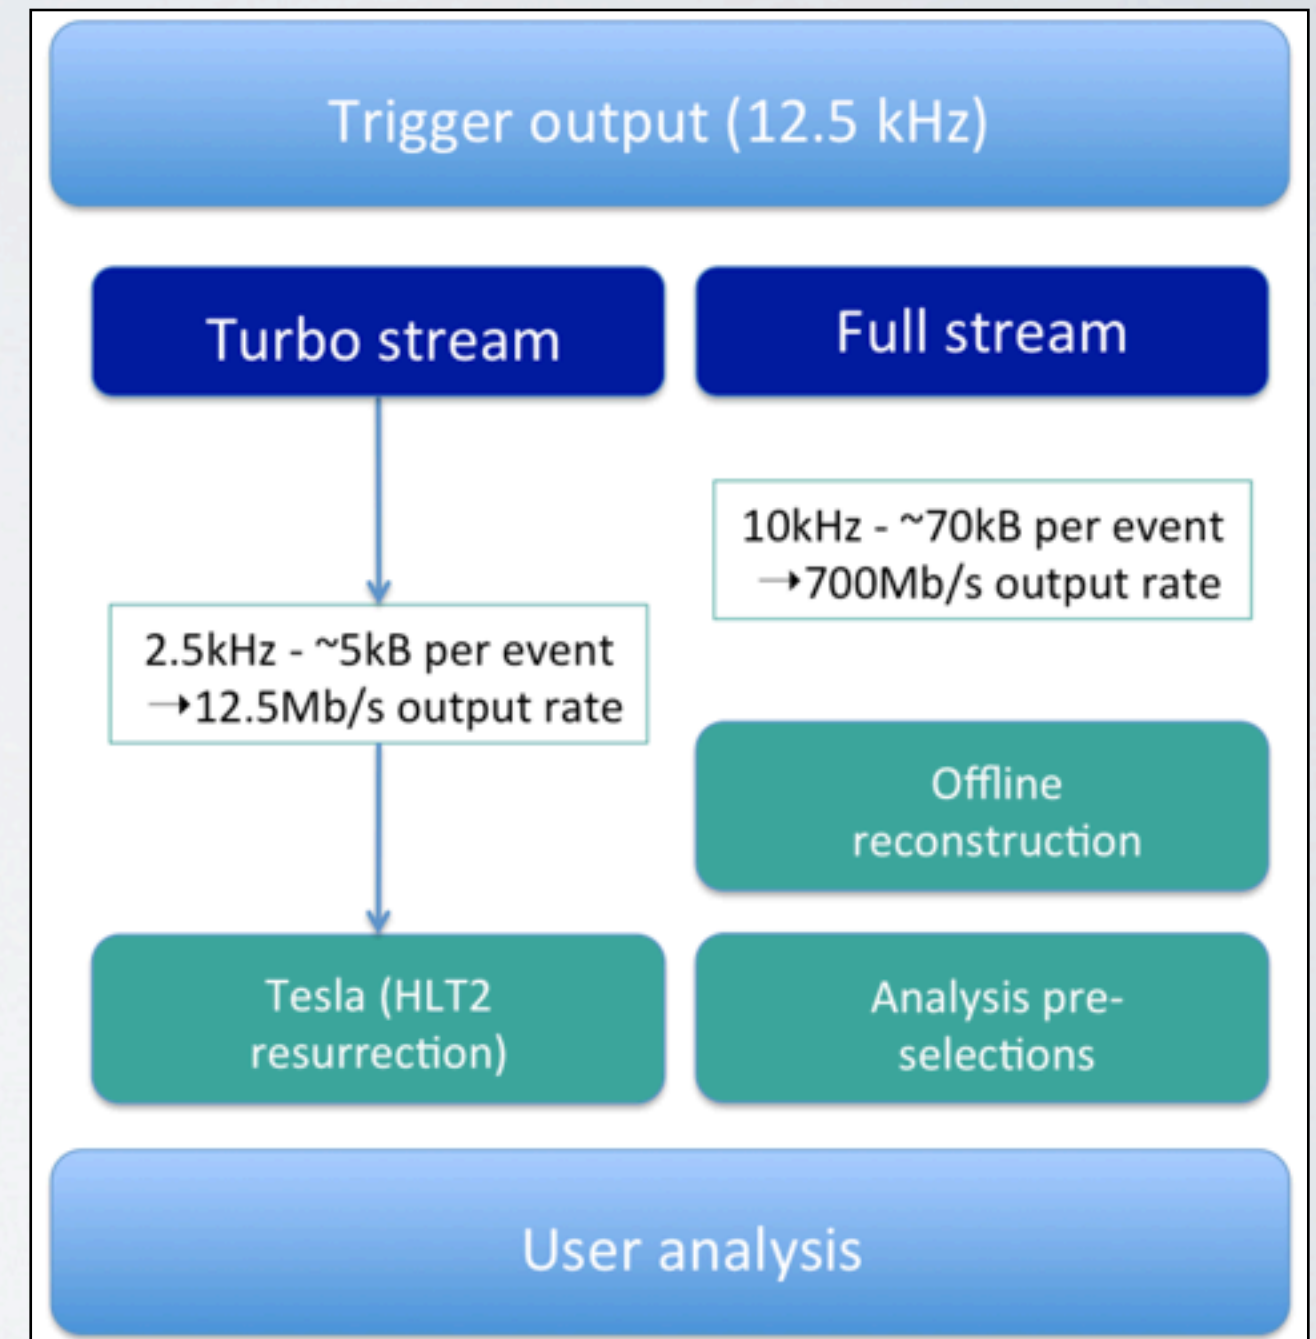 Trigger output (12.5 kHz)
Turbo stream
Full stream
10kHz - ~70kB per event
→700Mb/s output rate
2.5kHz - ~5kB per event
→12.5Mb/s output rate
Offline
reconstruction
Tesla (HLT2
resurrection)
Analysis pre-
selections
User analysis